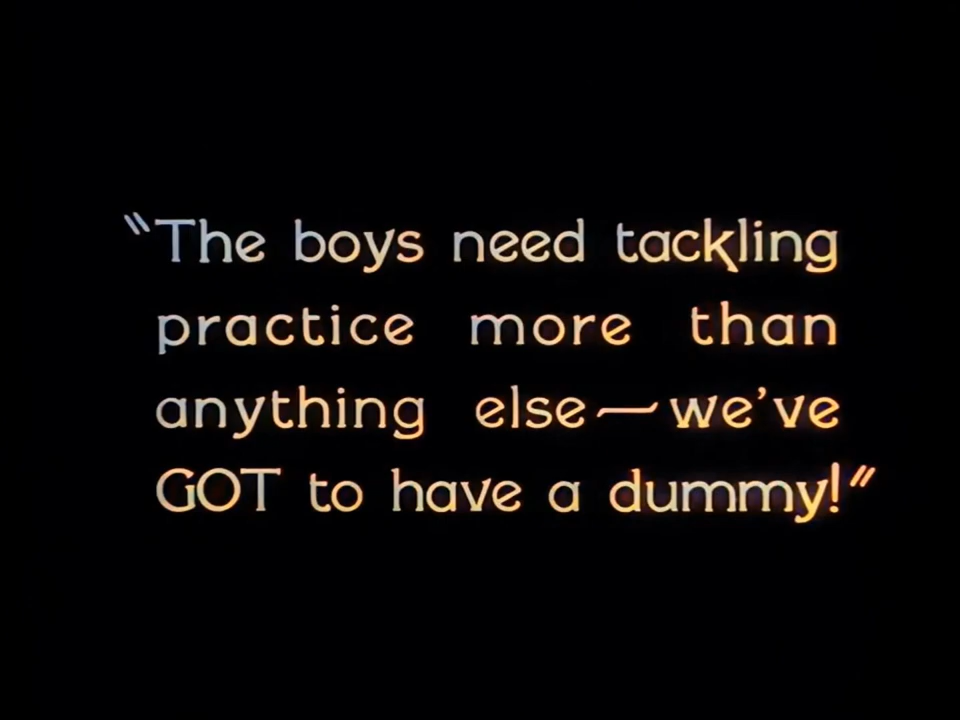 "The boys need tackling
practice more than
anything else—we've
GOT to have a dummy!"